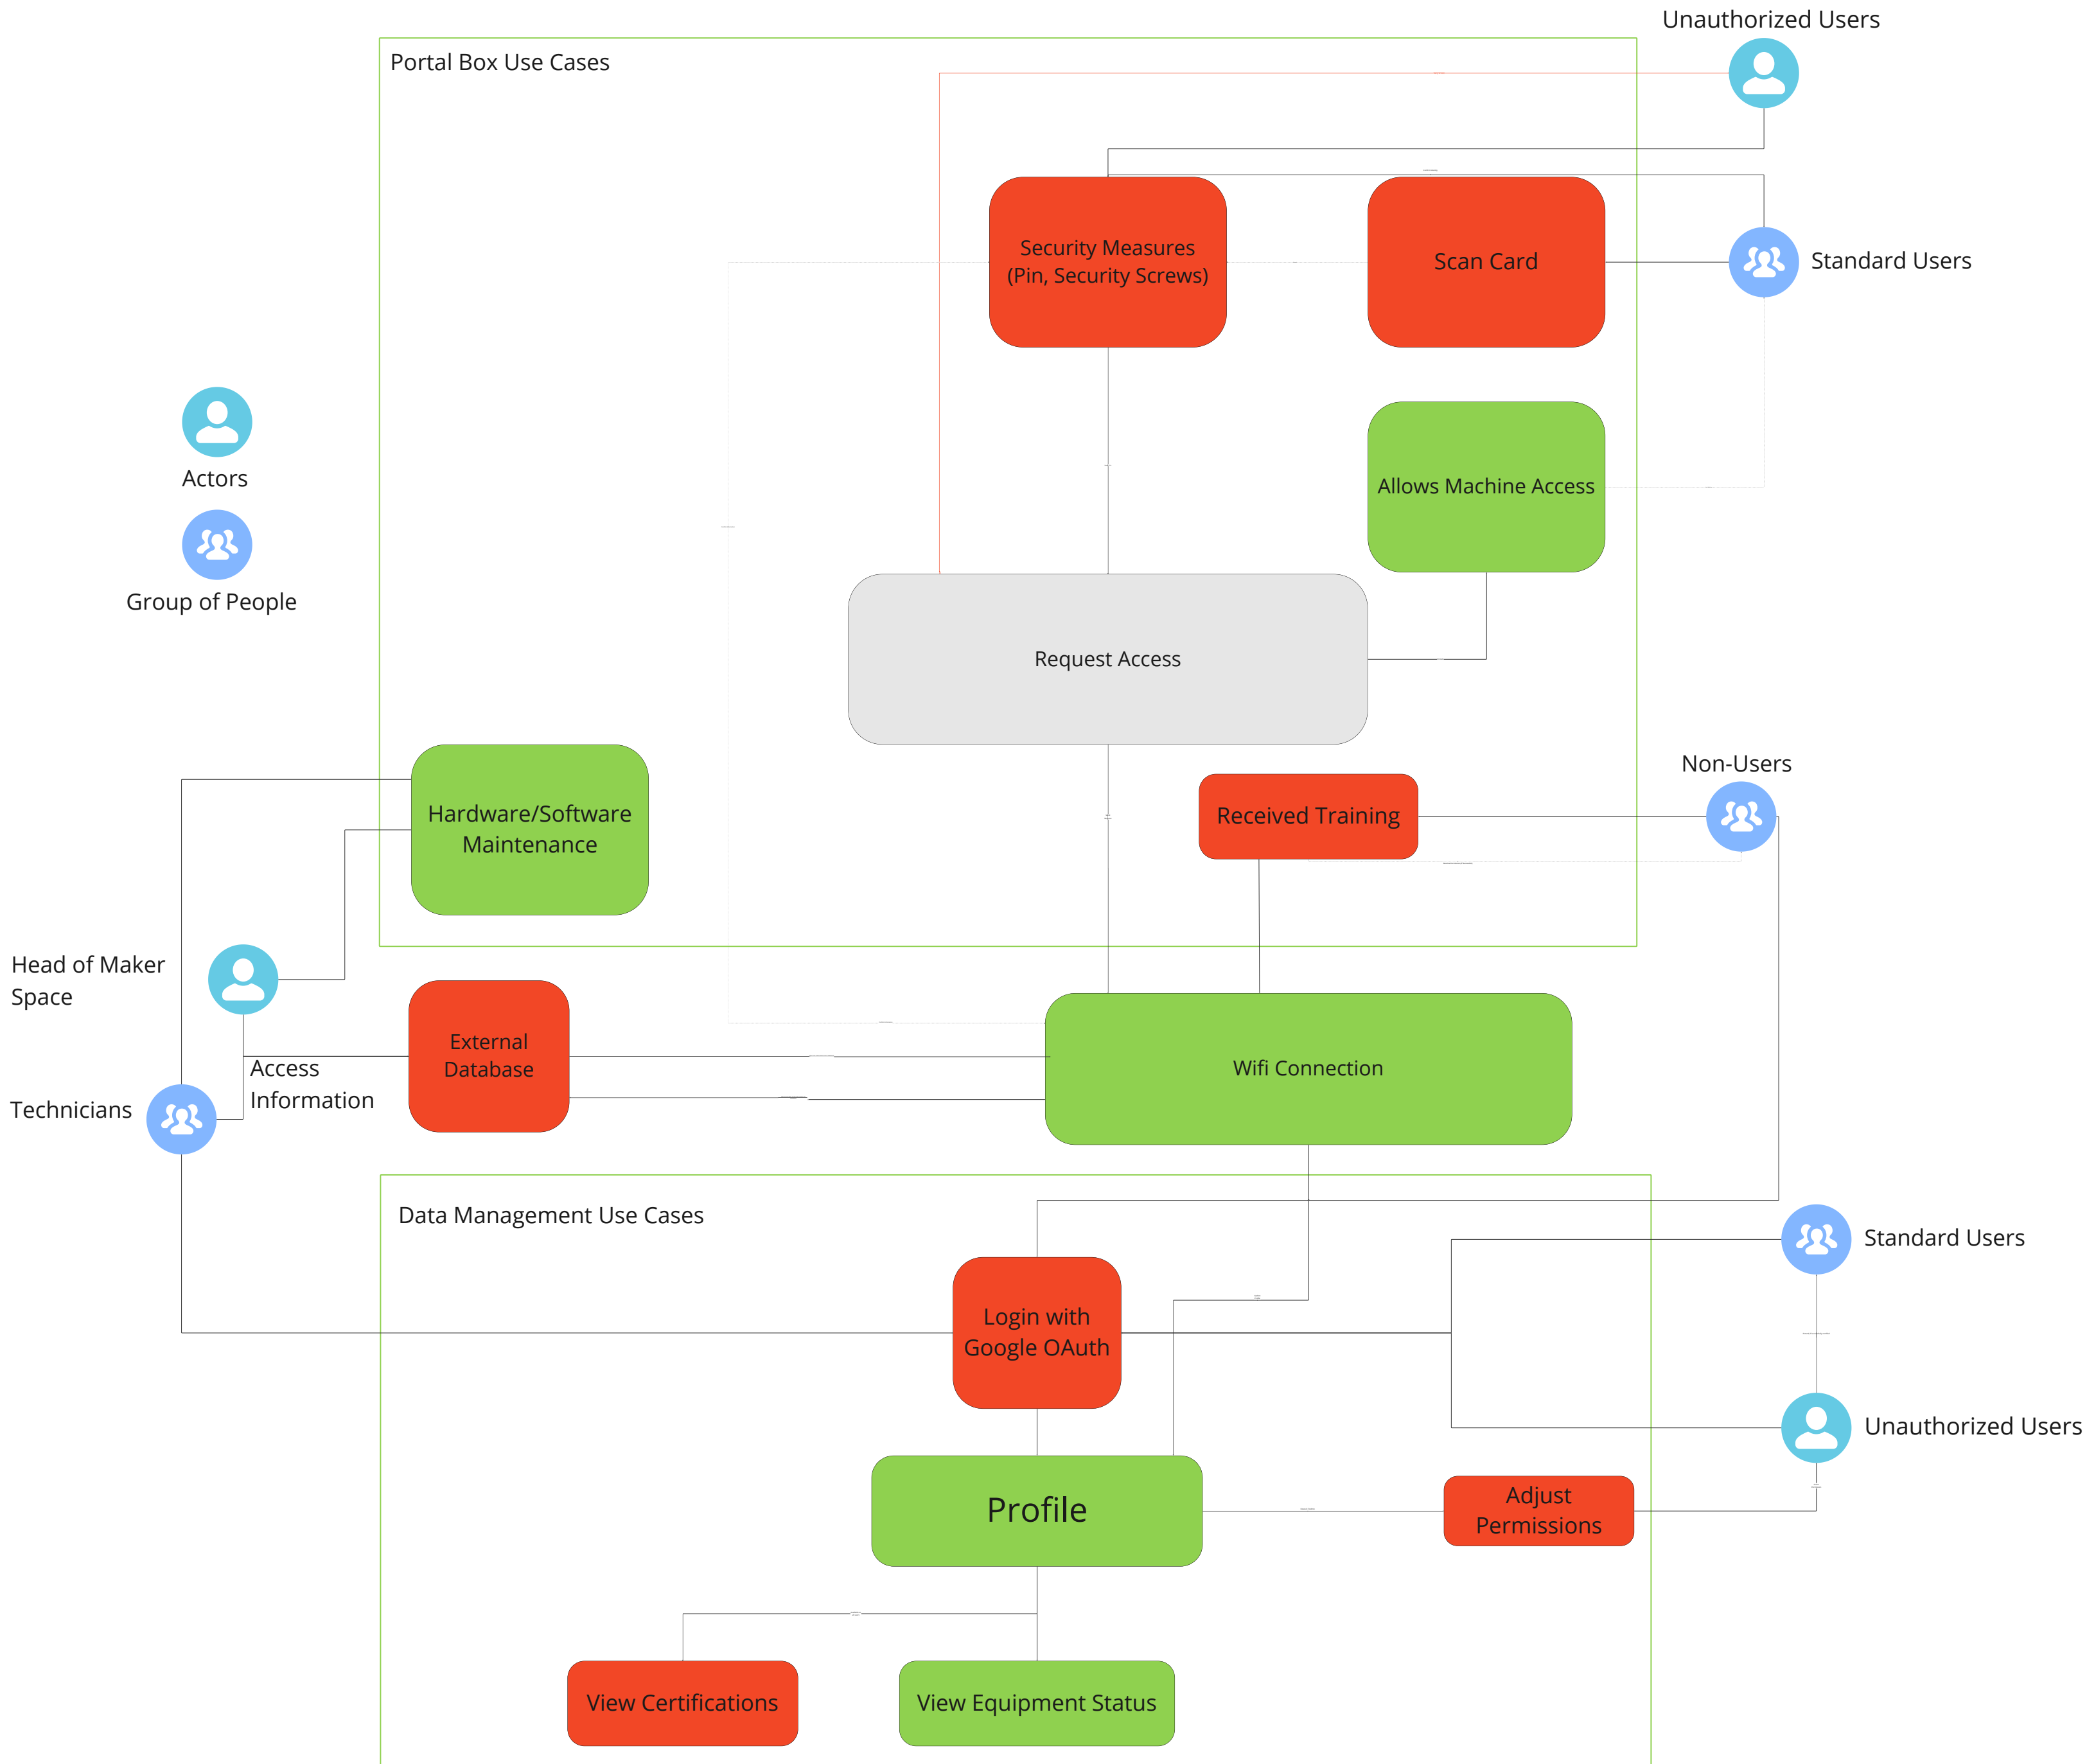 Unauthorized Users
Portal Box Use Cases
Security Measures
(Pin, Security Screws)
Scan Card
Standard Users
Actors
Allows Machine Access
Group of People
Request Access
Non-Users
Hardware/Software
Maintenance
Received Training
Head of Maker
Space
External
Database
Access
Information
Wifi Connection
Technicians
Data Management Use Cases
Standard Users
Login with
Google OAuth
Unauthorized Users
Profile
Adjust
Permissions
View Certifications
View Equipment Status